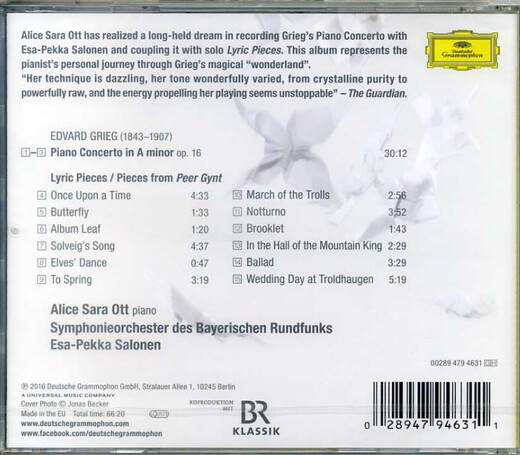 Alice Sara Ott has realized a long-held dream in recording Grieg's Piano Concerto with
Esa-Pekka Salonen and coupling it with solo Lyric Pieces. This album represents the
pianist's personal journey through Grieg's magical "wonderland".
"Her technique is dazzling, her tone wonderfully varied, from crystalline purity to
powerfully raw, and the energy propelling her playing seems unstoppable" – The Guardian.
Deutsche
Grammophon
EDVARD GRIEG (1843–1907)
1–3 Piano Concerto in A minor op. 16 30:12
Lyric Pieces / Pieces from Peer Gynt
4 Once Upon a Time 4:33
5 Butterfly 1:33
6 Album Leaf 1:20
7 Solveig's Song 4:37
8 Elves' Dance 0:47
9 To Spring 3:19
10 March of the Trolls 2:56
11 Notturno 3:52
12 Brooklet 1:43
13 In the Hall of the Mountain King 2:29
14 Ballad 3:29
15 Wedding Day at Troldhaugen 5:19
Alice Sara Ott piano
Symphonieorchester des Bayerischen Rundfunks
Esa-Pekka Salonen
00289 479 4631
℗ 2016 Deutsche Grammophon GmbH, Stralauer Allee 1, 10245 Berlin
A UNIVERSAL MUSIC COMPANY
Cover Photo © Jonas Becker
Made in the EU Total time: 66:20
www.deutschegrammophon.com
www.facebook.com/deutschegrammophon
KOPRODUKTION
MIT
BR
KLASSIK
0 28947 94631 1